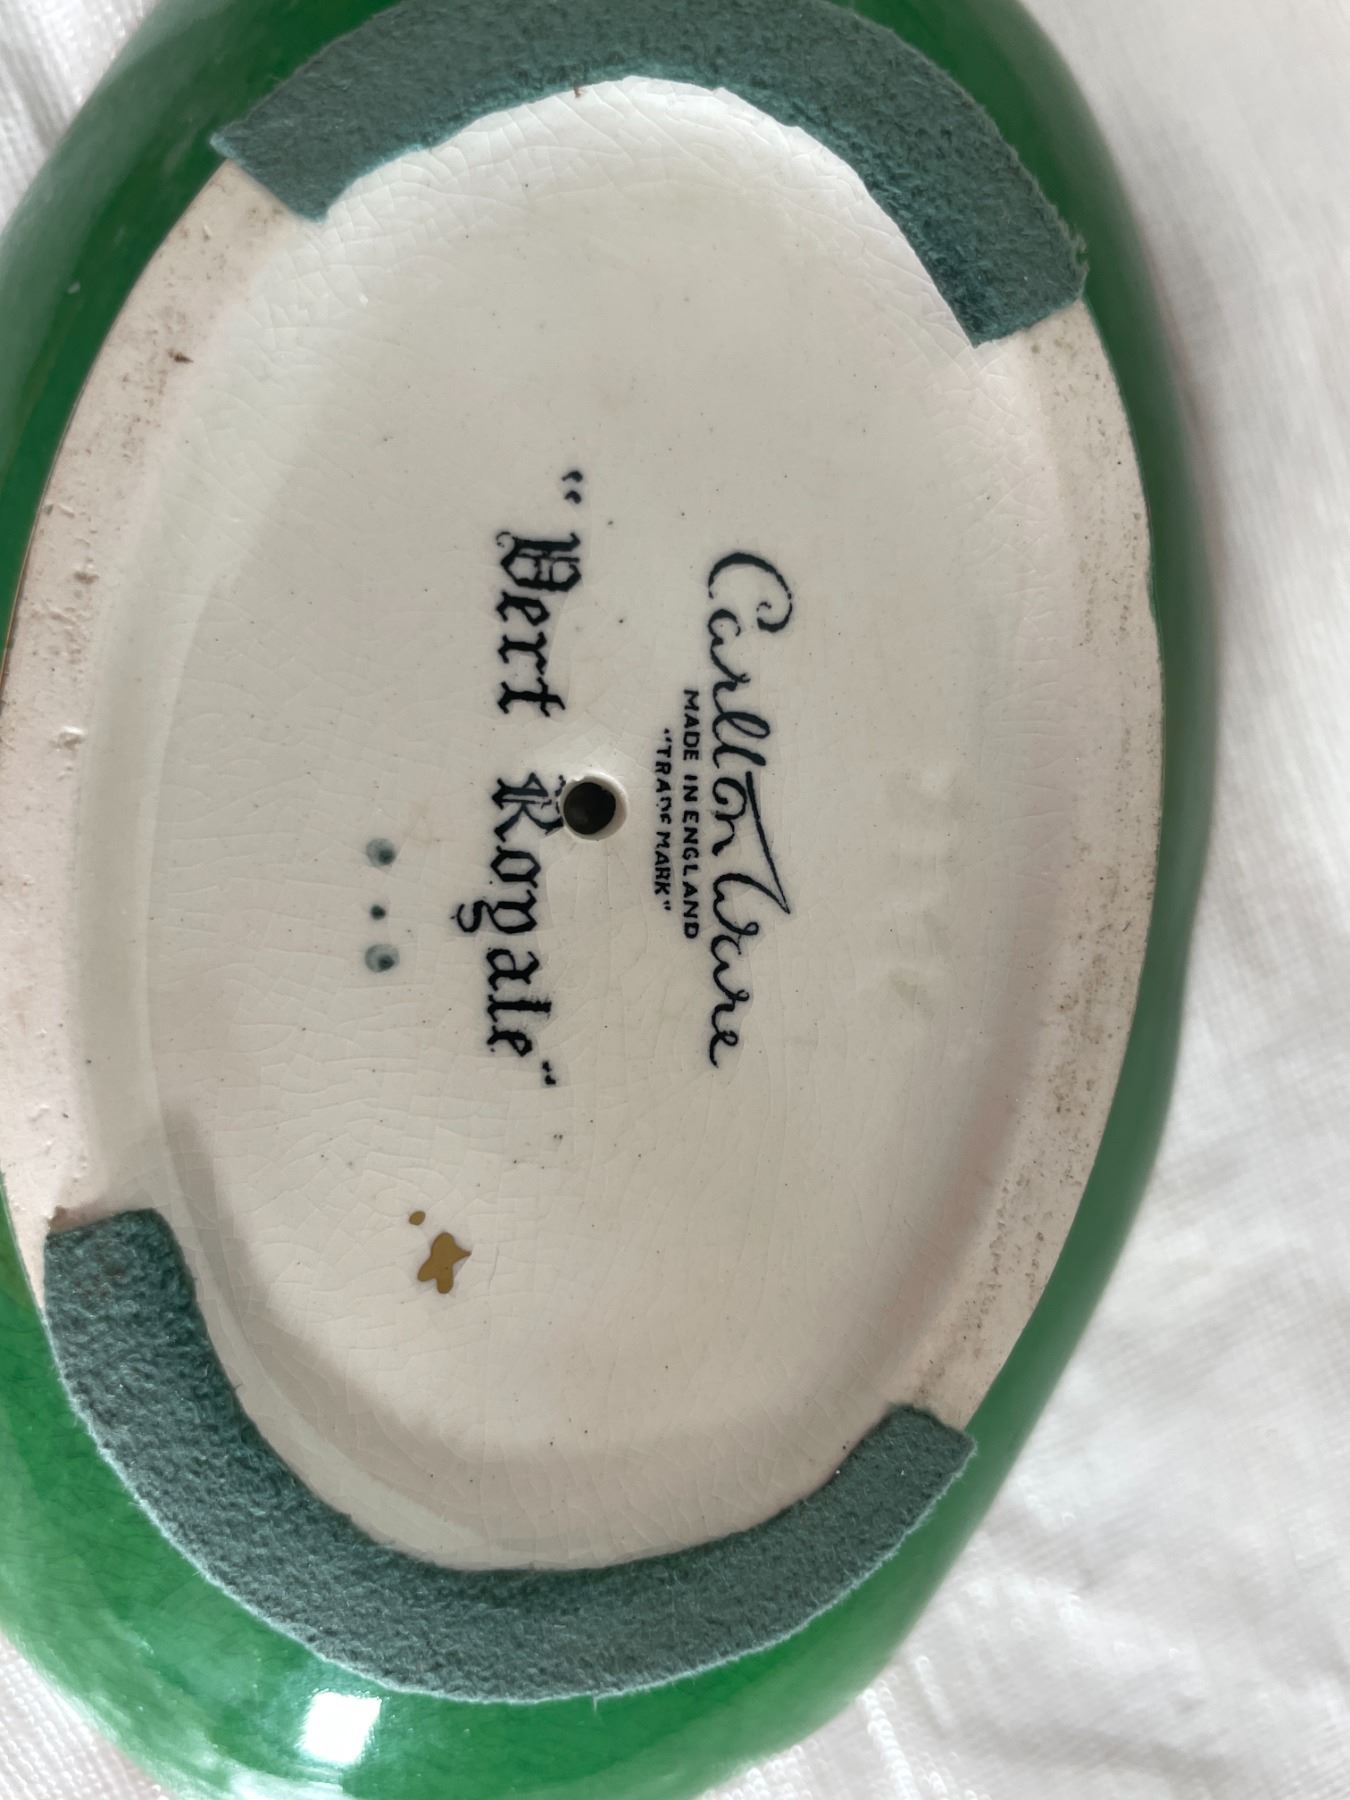 Carlton Ware
MADE IN ENGLAND
"TRADE MARK"
"Vert Royale"